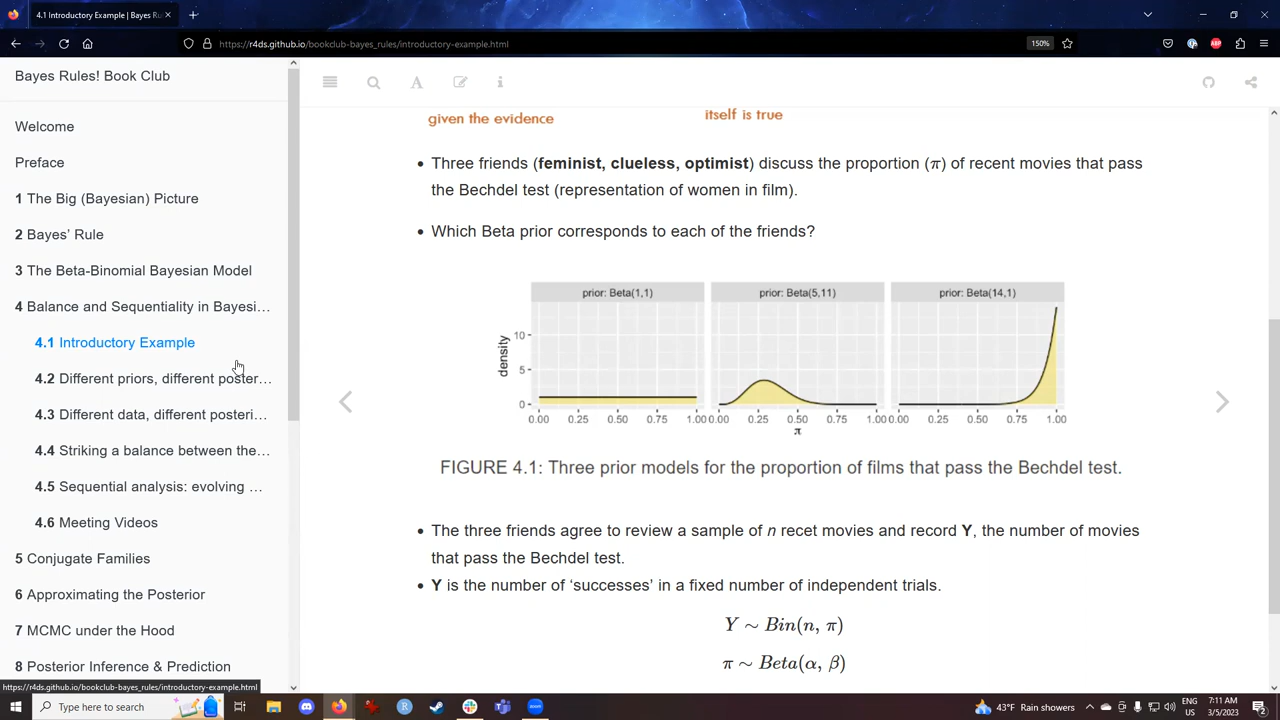 4.1 Introductory Example | Bayes Ru
https://r4ds.github.io/bookclub-bayes_rules/introductory-example.html
150%
ABP
Bayes Rules! Book Club
Welcome
Preface
1 The Big (Bayesian) Picture
2 Bayes’ Rule
3 The Beta-Binomial Bayesian Model
4 Balance and Sequentiality in Bayesi…
4.1 Introductory Example
4.2 Different priors, different poster…
4.3 Different data, different posteri…
4.4 Striking a balance between the…
4.5 Sequential analysis: evolving …
4.6 Meeting Videos
5 Conjugate Families
6 Approximating the Posterior
7 MCMC under the Hood
8 Posterior Inference & Prediction
https://r4ds.github.io/bookclub-bayes_rules/introductory-example.html
given the evidence
itself is true
• Three friends (feminist, clueless, optimist) discuss the proportion (π) of recent movies that pass
the Bechdel test (representation of women in film).
• Which Beta prior corresponds to each of the friends?
prior: Beta(1,1) prior: Beta(5,11) prior: Beta(14,1)
density
10
5
0
0.00 0.25 0.50 0.75 1.00 0.00 0.25 0.50 0.75 1.00 0.00 0.25 0.50 0.75 1.00
π
FIGURE 4.1: Three prior models for the proportion of films that pass the Bechdel test.
• The three friends agree to review a sample of n recet movies and record Y, the number of movies
that pass the Bechdel test.
• Y is the number of ‘successes’ in a fixed number of independent trials.
Y ∼ Bin(n, π)
π ∼ Beta(α, β)
Type here to search
43°F Rain showers
ENG
US
7:11 AM
3/5/2023